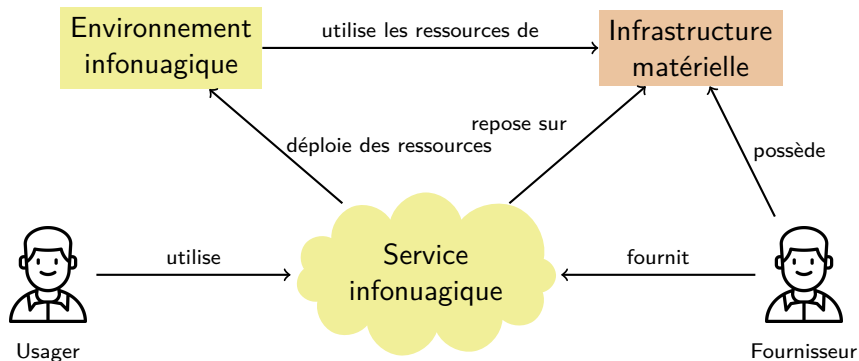 Environnement
infonuagique
utilise les ressources de
Infrastructure
matérielle
déploie des ressources
repose sur
possède
utilise
Service
infonuagique
fournit
Usager
Fournisseur